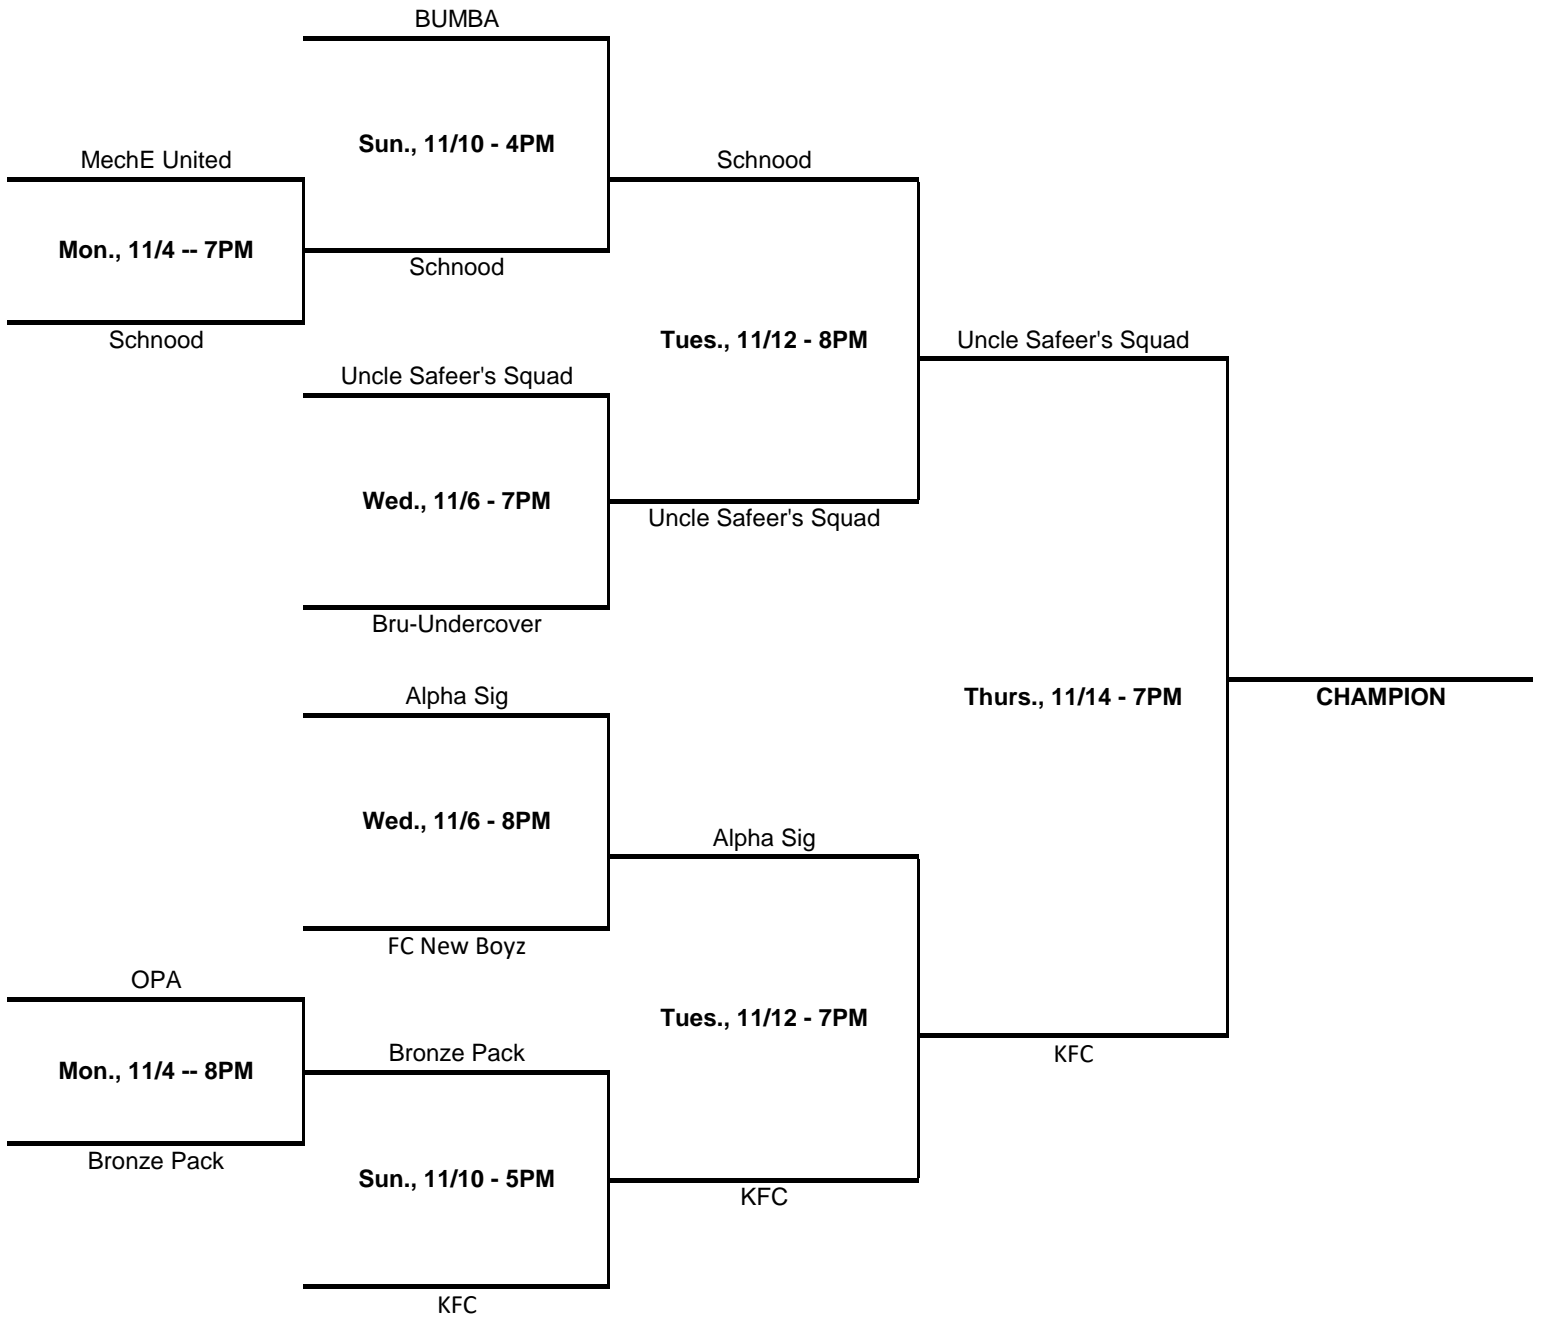 BUMBA
Sun., 11/10 - 4PM
MechE United
Schnood
Mon., 11/4 -- 7PM
Schnood
Schnood
Tues., 11/12 - 8PM
Uncle Safeer's Squad
Uncle Safeer's Squad
Wed., 11/6 - 7PM
Uncle Safeer's Squad
Bru-Undercover
Alpha Sig
Thurs., 11/14 - 7PM
CHAMPION
Wed., 11/6 - 8PM
Alpha Sig
FC New Boyz
OPA
Tues., 11/12 - 7PM
Bronze Pack
KFC
Mon., 11/4 -- 8PM
Bronze Pack
Sun., 11/10 - 5PM
KFC
KFC